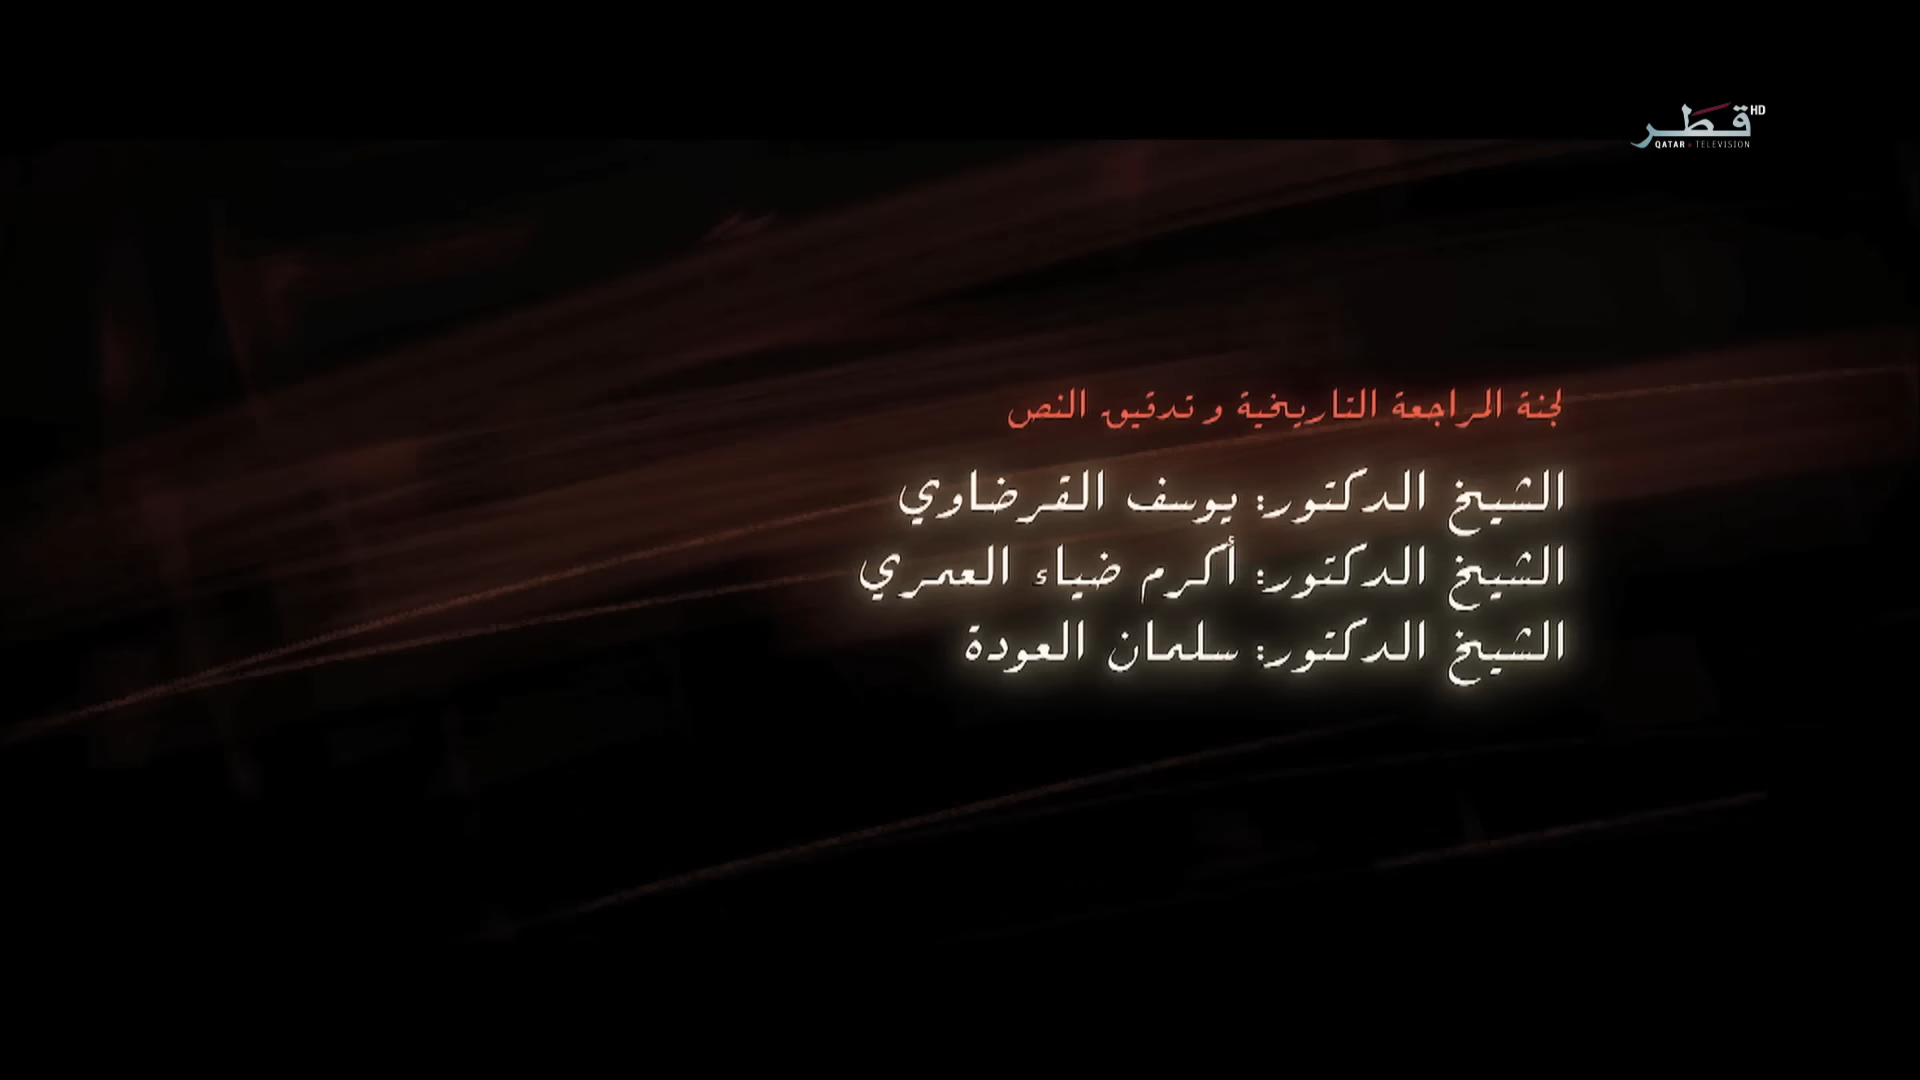 قطر HD
QATAR TELEVISION
لجنة المراجعة التاريخية و تدقيق النص
الشيخ الدكتور: يوسف القرضاوي
الشيخ الدكتور: أكرم ضياء العمري
الشيخ الدكتور: سلمان العودة